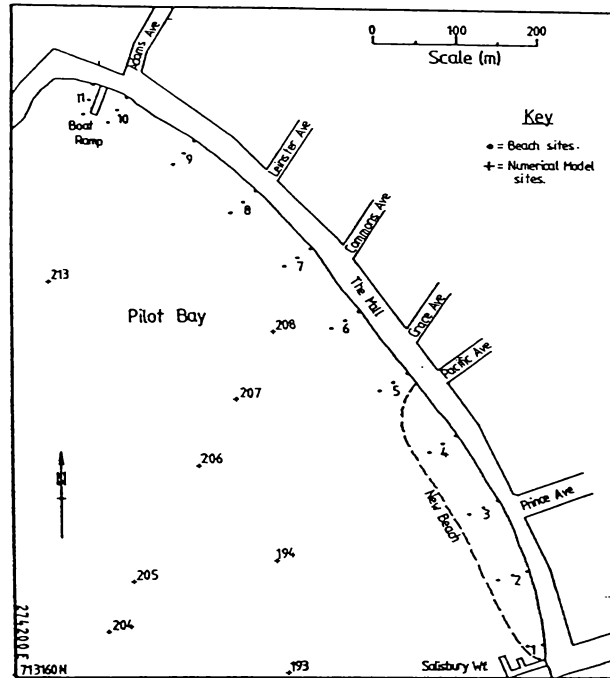 0 100 200
Scale (m)
Key
• = Beach sites.
+ = Numerical Model
sites.
Adams Ave
Leinster Ave
Commons Ave
The Mall
Grace Ave
Pacific Ave
Prince Ave
11
Boat
Ramp
10
9
8
7
6
5
4
3
2
1
213
Pilot Bay
208
207
206
194
205
204
193
New Beach
N
274200E
713160N
Salisbury Wf.